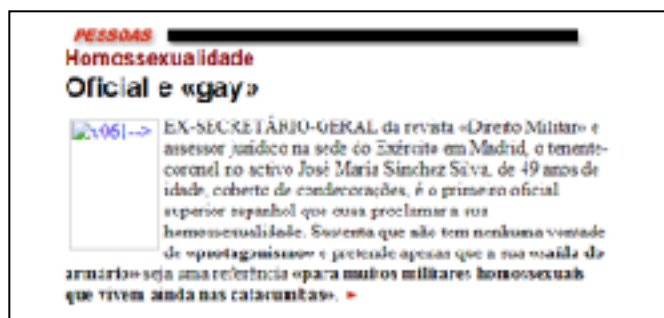 PESSOAS
Homossexualidade
Oficial e «gay»
EX-SECRETÁRIO-GERAL da revista «Direito Militar» e
assessor jurídico na sede do Exército em Madrid, o tenente-
coronel no activo José Maria Sánchez Silva, de 49 anos de
idade, coberto de condecorações, é o primeiro oficial
superior espanhol que ousa proclamar a sua
homossexualidade. Sustenta que não tem nenhuma vontade
de «protagonismo» e pretende apenas que a sua «saída do
armário» seja uma referência «para muitos militares homossexuais
que vivem ainda nas catacumbas».